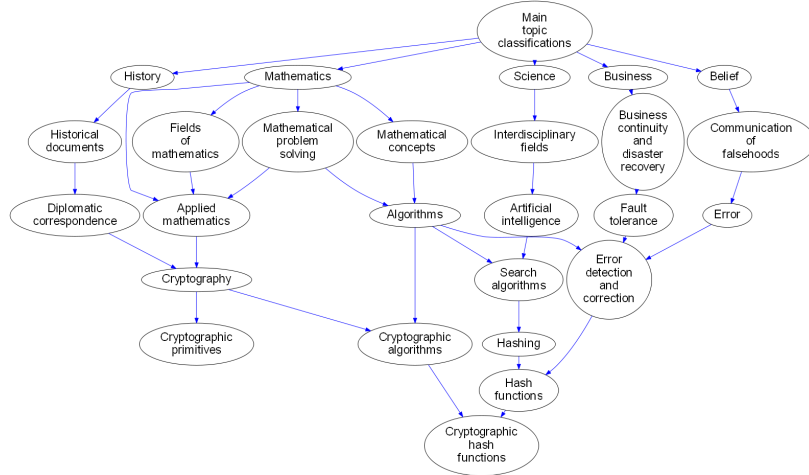 Main
topic
classifications
History
Mathematics
Science
Business
Belief
Historical
documents
Fields
of
mathematics
Mathematical
problem
solving
Mathematical
concepts
Interdisciplinary
fields
Business
continuity
and
disaster
recovery
Communication
of
falsehoods
Diplomatic
correspondence
Applied
mathematics
Algorithms
Artificial
intelligence
Fault
tolerance
Error
Cryptography
Search
algorithms
Error
detection
and
correction
Cryptographic
primitives
Cryptographic
algorithms
Hashing
Hash
functions
Cryptographic
hash
functions